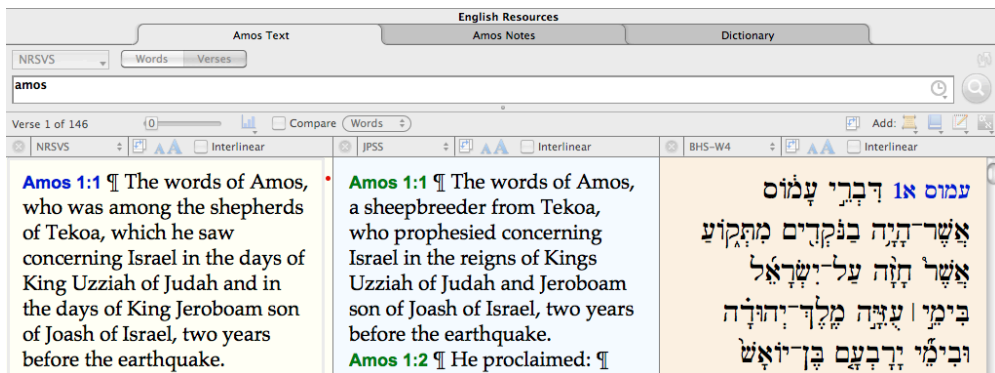 English Resources
Amos Text
Amos Notes
Dictionary
NRSVS
Words
Verses
amos
Verse 1 of 146
0
Compare
Words
Add:
NRSVS
AA
Interlinear
JPSS
AA
Interlinear
BHS-W4
AA
Interlinear
Amos 1:1 ¶ The words of Amos,
who was among the shepherds
of Tekoa, which he saw
concerning Israel in the days of
King Uzziah of Judah and in
the days of King Jeroboam son
of Joash of Israel, two years
before the earthquake.
Amos 1:1 ¶ The words of Amos,
a sheepbreeder from Tekoa,
who prophesied concerning
Israel in the reigns of Kings
Uzziah of Judah and Jeroboam
son of Joash of Israel, two years
before the earthquake.
Amos 1:2 ¶ He proclaimed: ¶
עמוס א1 דִּבְרֵ֣י עָמ֔וֹס
אֲשֶׁר־הָיָ֥ה בַנֹּקְדִ֖ים מִתְּק֑וֹעַ
אֲשֶׁר֩ חָזָ֨ה עַל־יִשְׂרָאֵ֜ל
בִּימֵ֣י ׀ עֻזִיָּ֣ה מֶֽלֶךְ־יְהוּדָ֗ה
וּבִימֵ֞י יָרָבְעָ֤ם בֶּן־יוֹאָשׁ֙